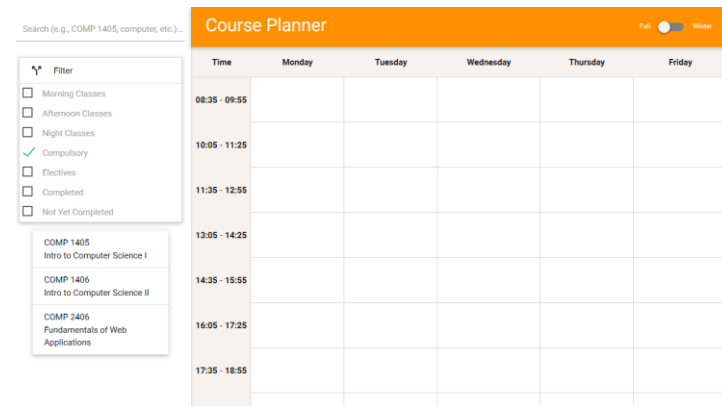 Search (e.g., COMP 1405, computer, etc.)...
Course Planner
Fall
Winter
Filter
Morning Classes
Afternoon Classes
Night Classes
Compulsory
Electives
Completed
Not Yet Completed
COMP 1405
Intro to Computer Science I
COMP 1406
Intro to Computer Science II
COMP 2406
Fundamentals of Web
Applications
Time Monday Tuesday Wednesday Thursday Friday
08:35 - 09:55
10:05 - 11:25
11:35 - 12:55
13:05 - 14:25
14:35 - 15:55
16:05 - 17:25
17:35 - 18:55